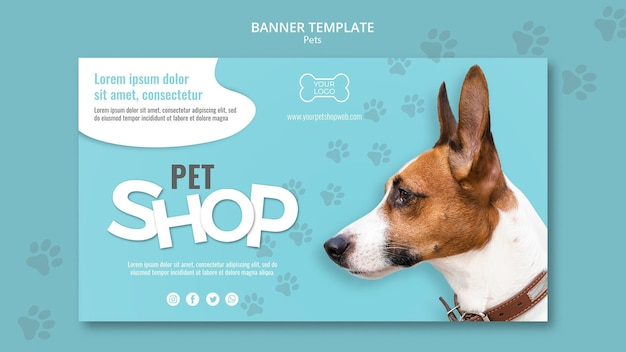 BANNER TEMPLATE
Pets
Lorem ipsum dolor
sit amet, consectetur
Lorem ipsum dolor sit amet, consectetur adipiscing elit, sed
do eiusmod tempor incididunt ut labore et dolore magna
YOUR
LOGO
www.yourpetshopweb.com
PET
SHOP
Lorem ipsum dolor sit amet, consectetur
adipiscing elit, sed do eiusmod tempor incididunt
ut labore et dolore magna aliqua.